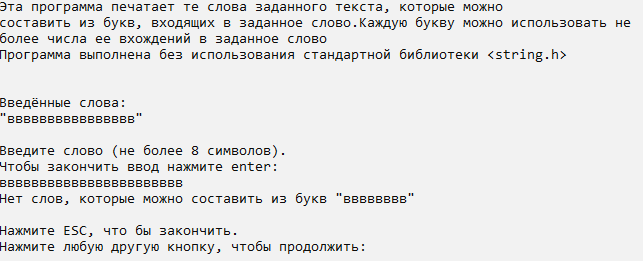 Эта программа печатает те слова заданного текста, которые можно
составить из букв, входящих в заданное слово.Каждую букву можно использовать не
более числа ее вхождений в заданное слово
Программа выполнена без использования стандартной библиотеки <string.h>
Введённые слова:
"вввввввввввввввв"
Введите слово (не более 8 символов).
Чтобы закончить ввод нажмите enter:
ввввввввввввввввввввввв
Нет слов, которые можно составить из букв "вввввввв"
Нажмите ESC, что бы закончить.
Нажмите любую другую кнопку, чтобы продолжить: